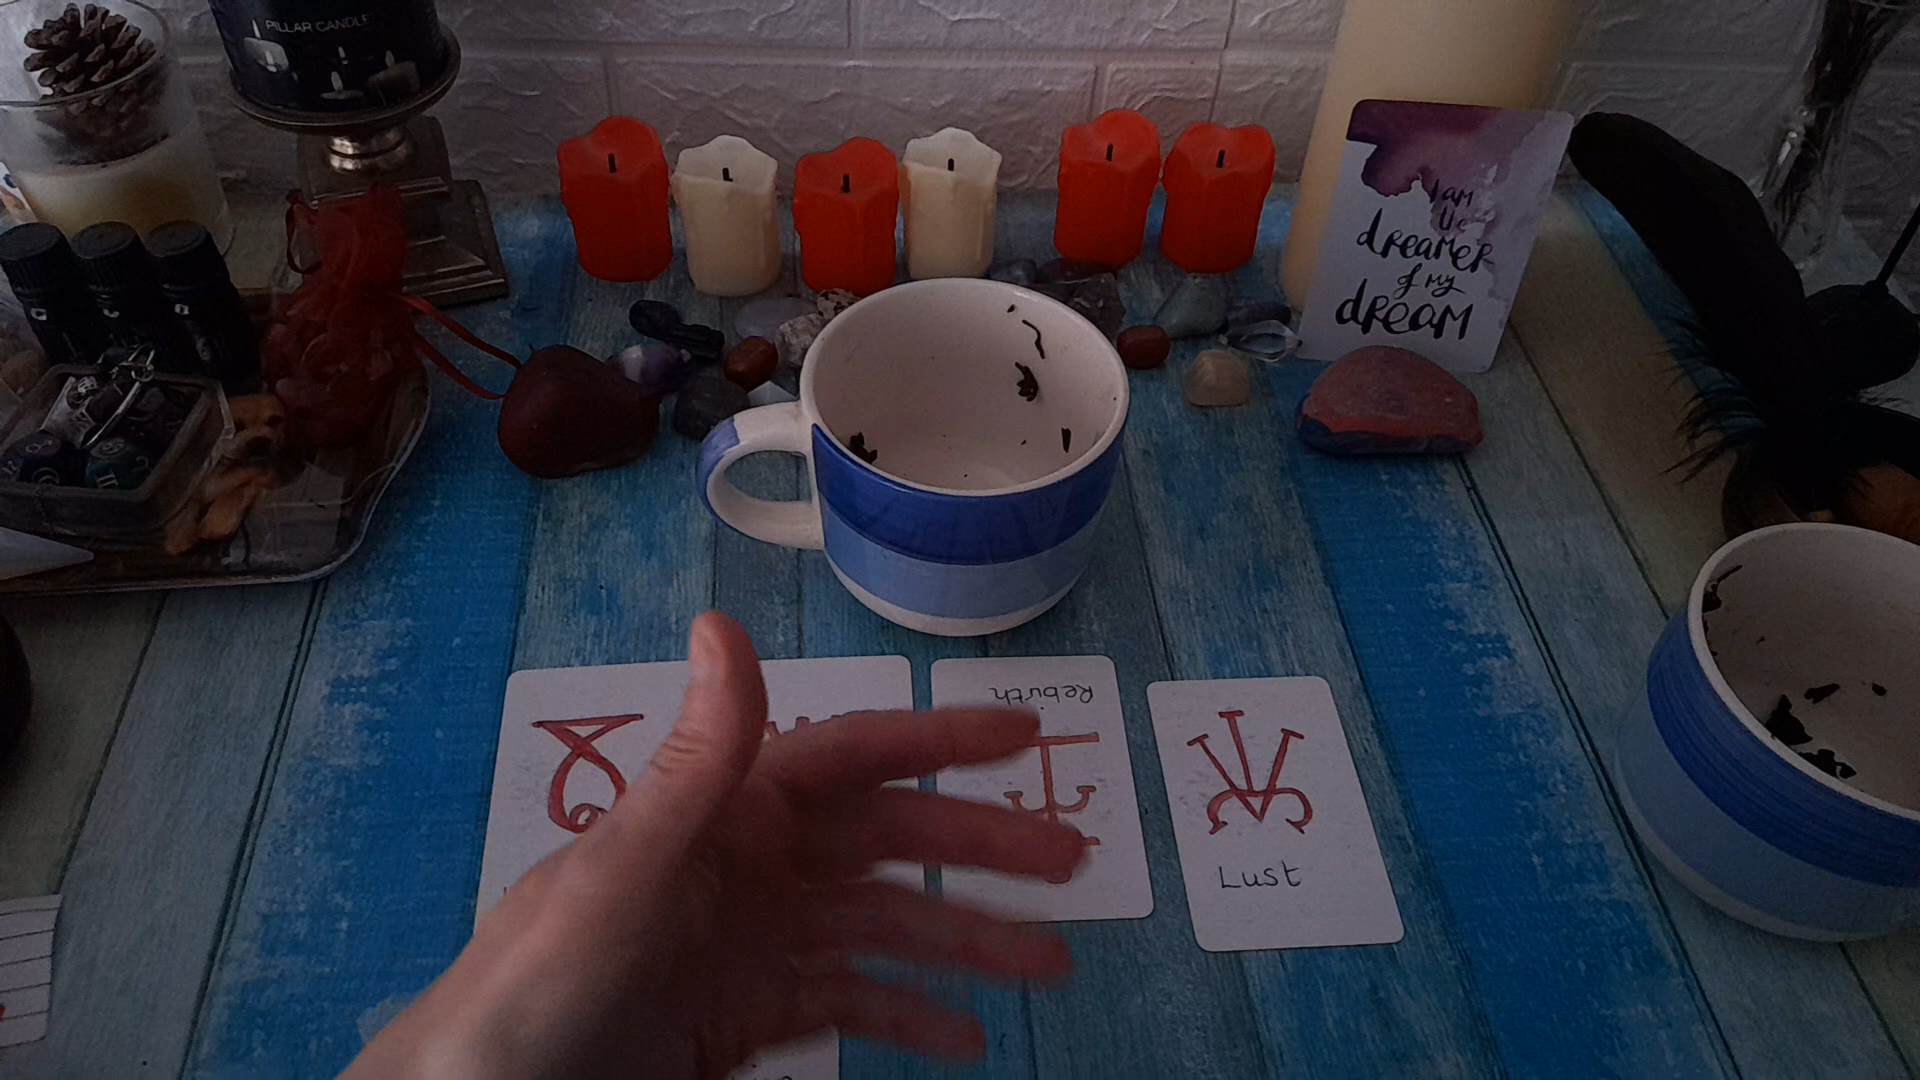 PILLAR CANDLE
I am
the
dreamer
of my
dream
Rebirth
Lust